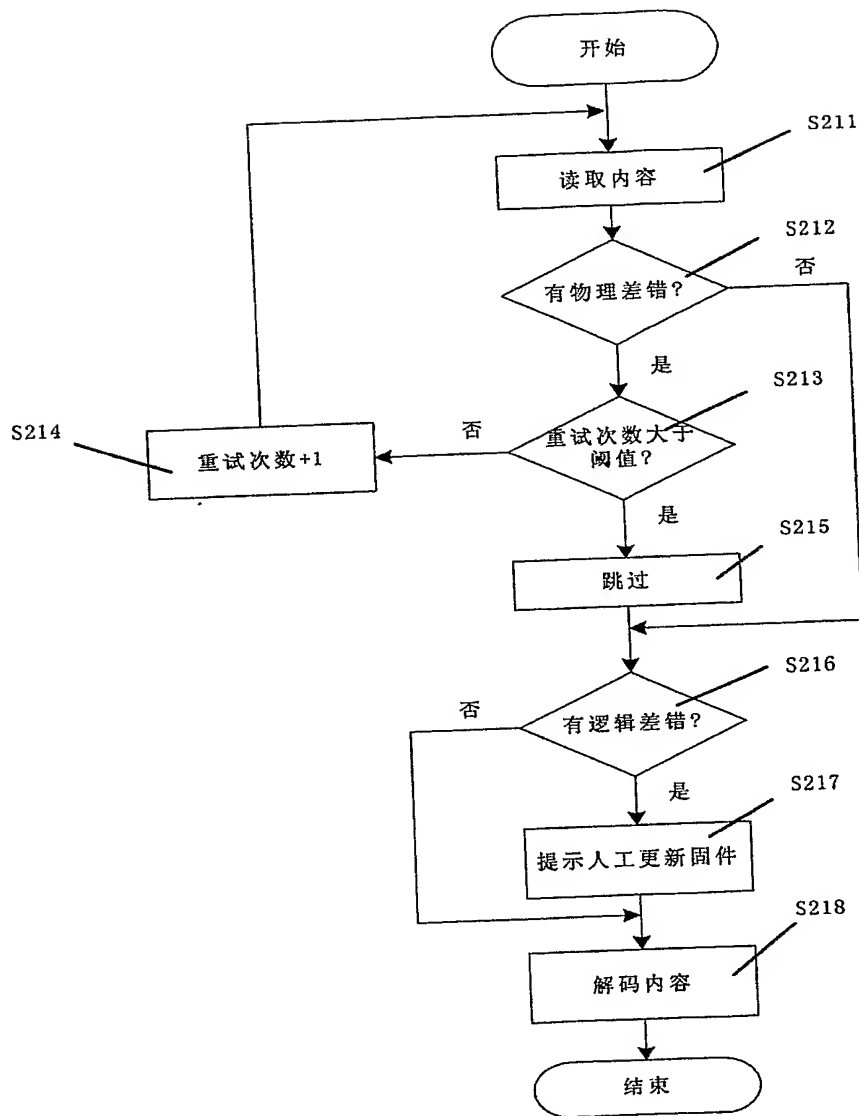 开始
S211
读取内容
S212
否
有物理差错？
是
S213
S214
否
重试次数大于
阈值？
重试次数+1
是
S215
跳过
S216
否
有逻辑差错？
是
S217
提示人工更新固件
S218
解码内容
结束